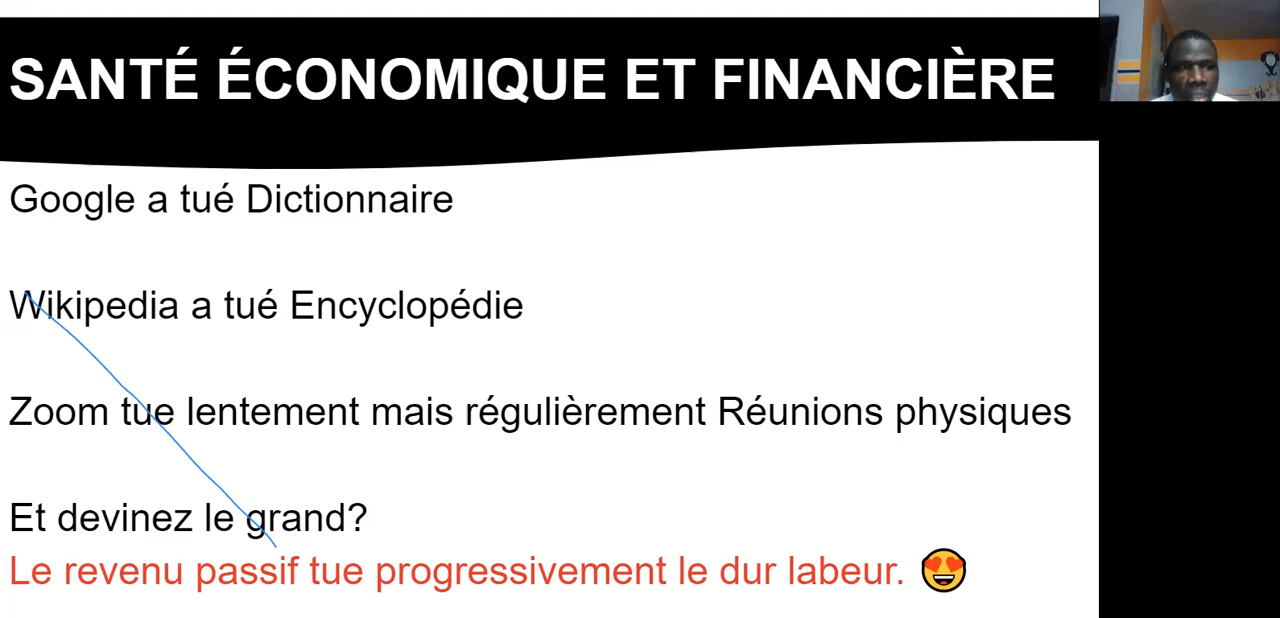 SANTÉ ÉCONOMIQUE ET FINANCIÈRE
Google a tué Dictionnaire
Wikipedia a tué Encyclopédie
Zoom tue lentement mais régulièrement Réunions physiques
Et devinez le grand?
Le revenu passif tue progressivement le dur labeur. 😍